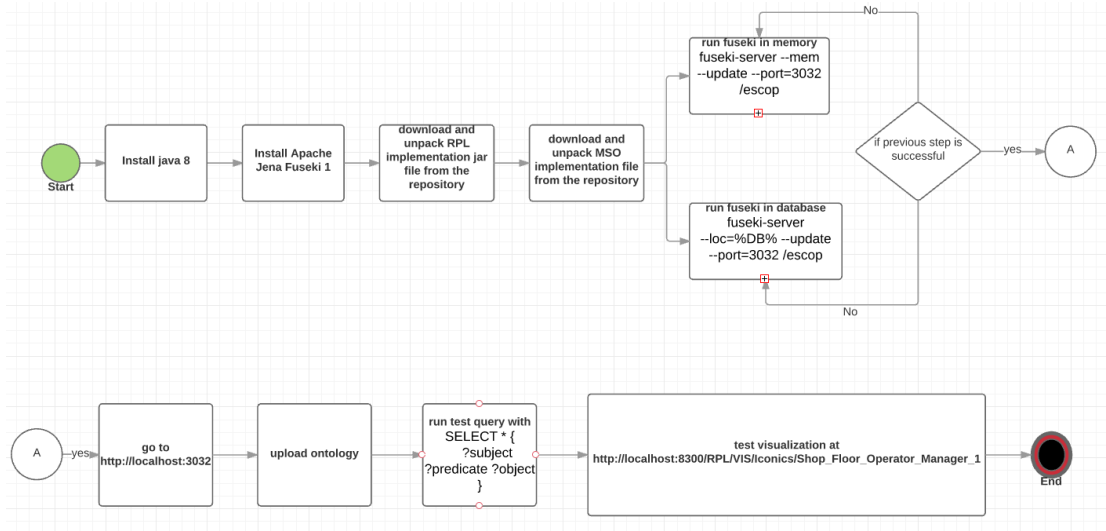 Start
Install java 8
Install Apache
Jena Fuseki 1
download and
unpack RPL
implementation jar
file from the
repository
download and
unpack MSO
implementation file
from the repository
run fuseki in memory
fuseki-server --mem
--update --port=3032
/escop
run fuseki in database
fuseki-server
--loc=%DB% --update
--port=3032 /escop
No
if previous step is
successful
No
yes
A
A
yes
go to
http://localhost:3032
upload ontology
run test query with
SELECT * {
?subject
?predicate ?object
}
test visualization at
http://localhost:8300/RPL/VIS/Iconics/Shop_Floor_Operator_Manager_1
End